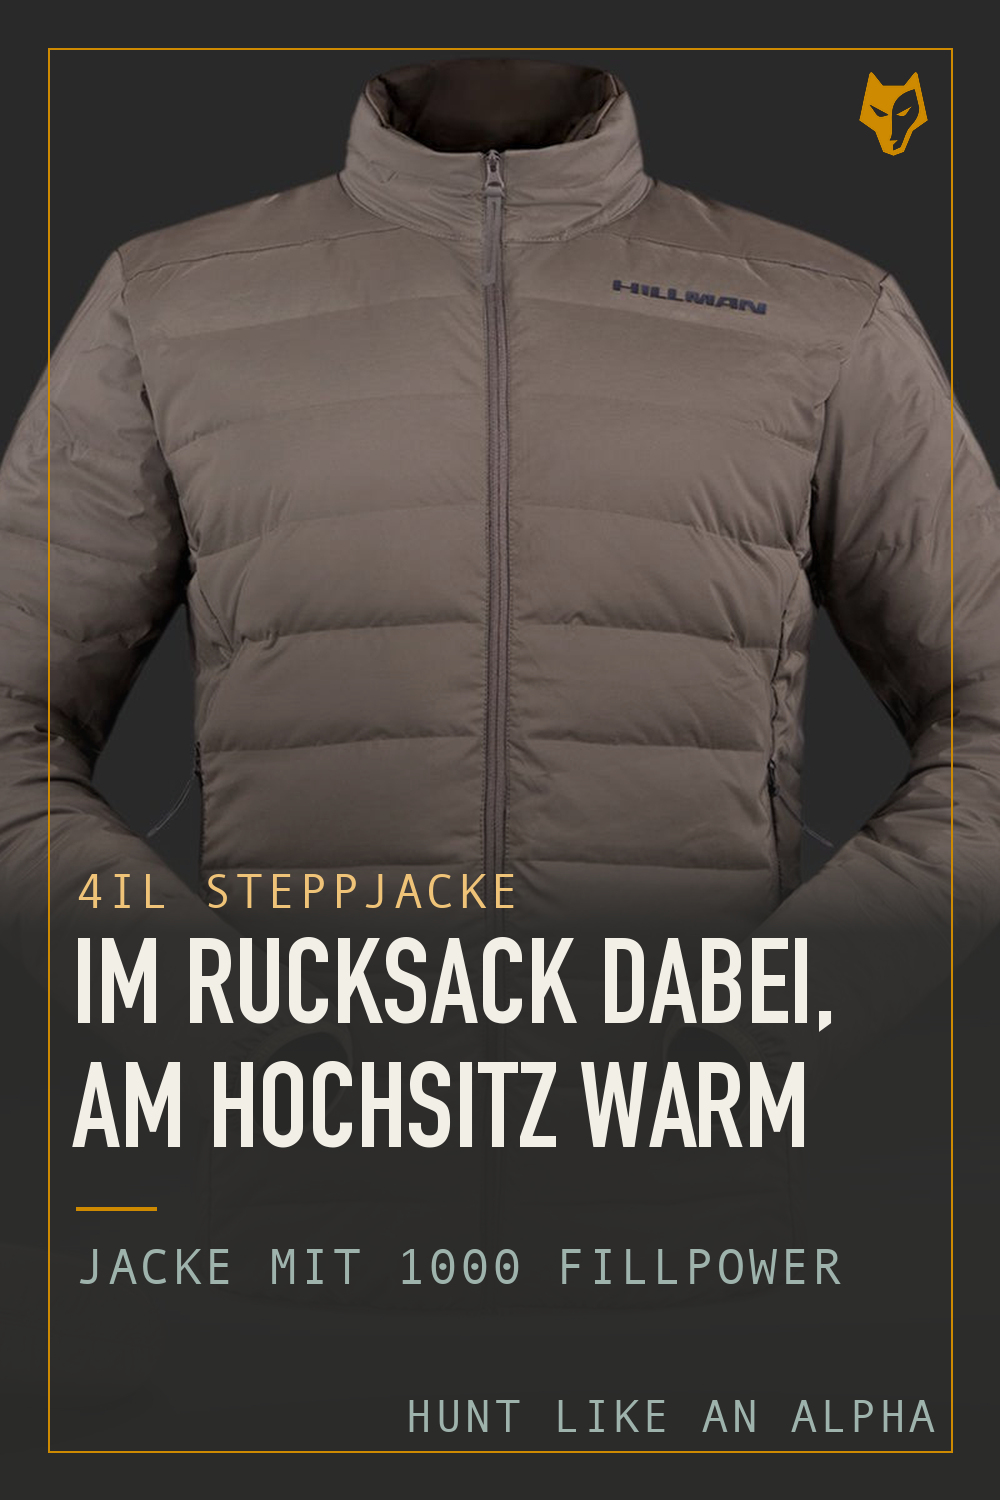 HILLMAN
4IL STEPPJACKE
IM RUCKSACK DABEI,
AM HOCHSITZ WARM
JACKE MIT 1000 FILLPOWER
HUNT LIKE AN ALPHA